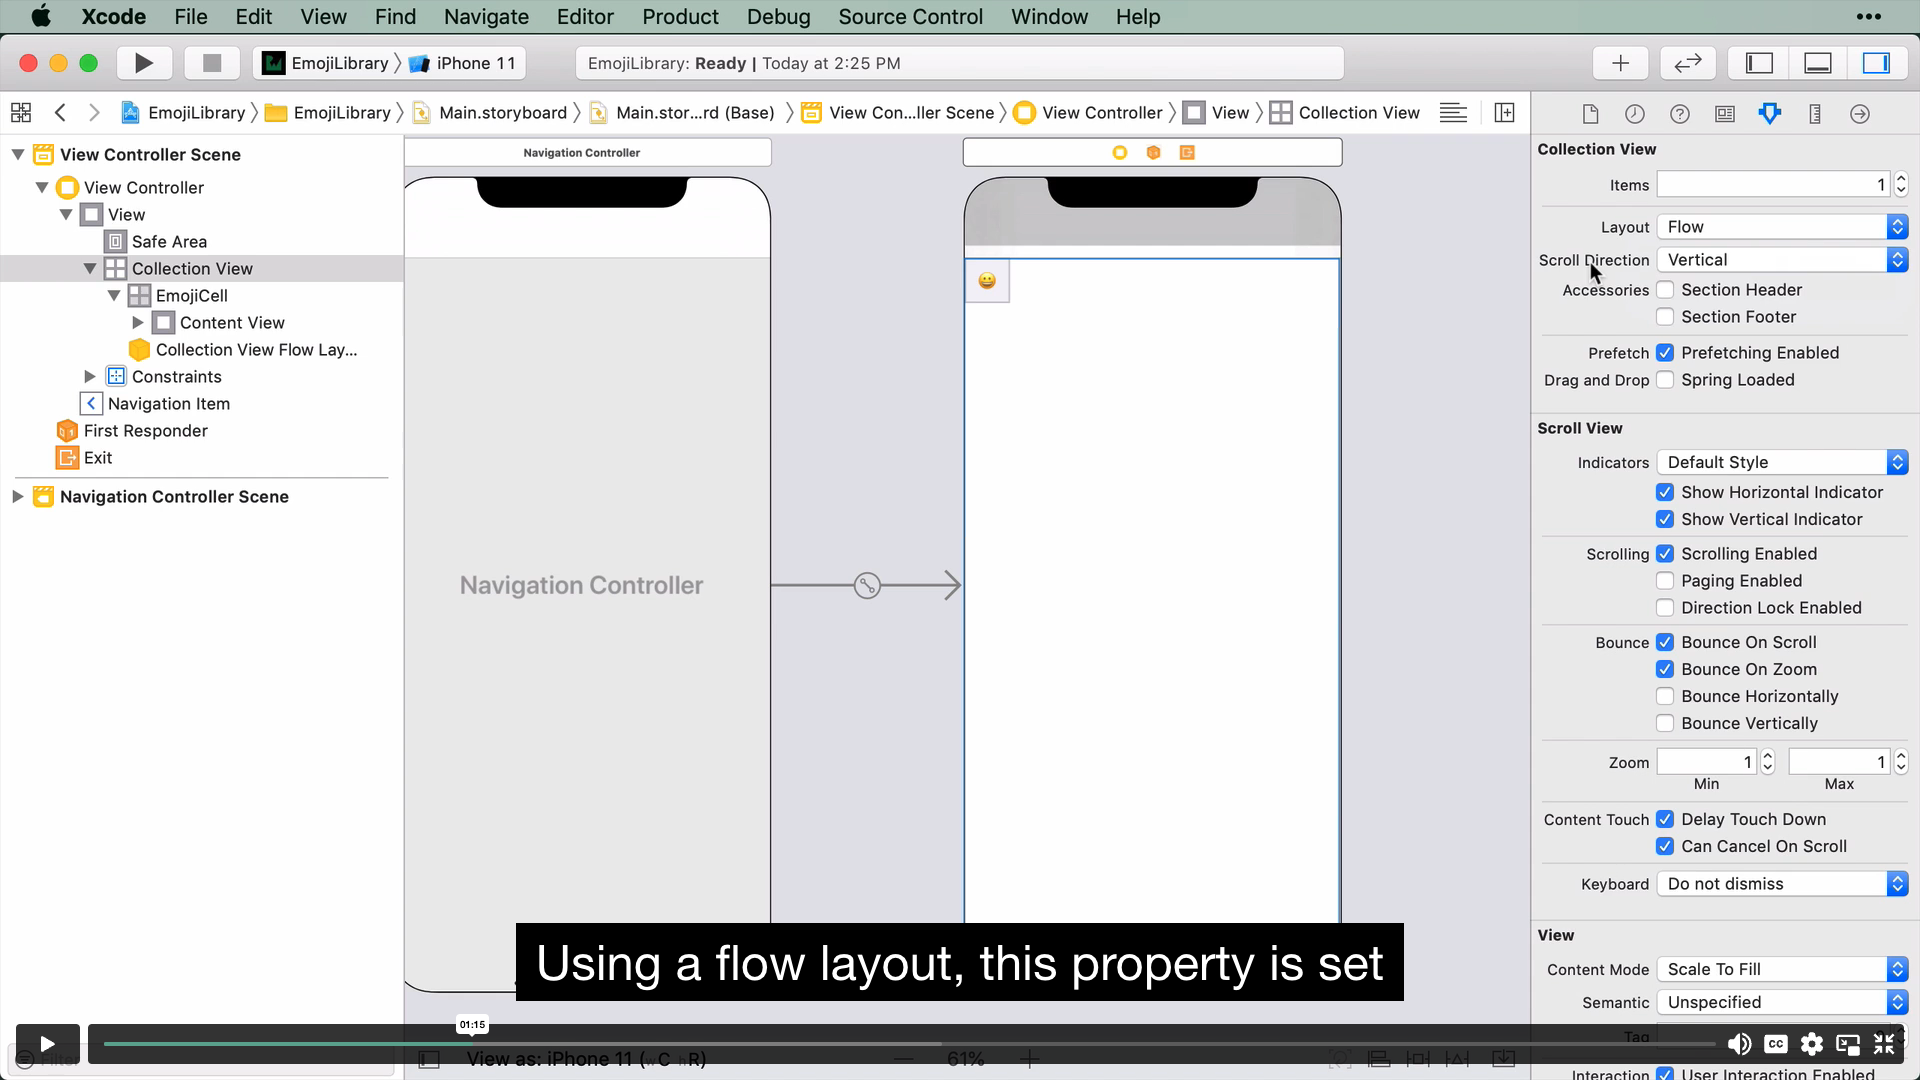 Xcode File Edit View Find Navigate Editor Product Debug Source Control Window Help
EmojiLibrary iPhone 11
EmojiLibrary: Ready | Today at 2:25 PM
EmojiLibrary EmojiLibrary Main.storyboard Main.stor...rd (Base) View Con...ller Scene View Controller View Collection View
View Controller Scene
View Controller
View
Safe Area
Collection View
EmojiCell
Content View
Collection View Flow Lay...
Constraints
Navigation Item
First Responder
Exit
Navigation Controller Scene
Filter
Navigation Controller
Navigation Controller
View as: iPhone 11 (wC hR)
61%
Collection View
Items 1
Layout Flow
Scroll Direction Vertical
Accessories Section Header
Section Footer
Prefetch Prefetching Enabled
Drag and Drop Spring Loaded
Scroll View
Indicators Default Style
Show Horizontal Indicator
Show Vertical Indicator
Scrolling Scrolling Enabled
Paging Enabled
Direction Lock Enabled
Bounce Bounce On Scroll
Bounce On Zoom
Bounce Horizontally
Bounce Vertically
Zoom 1 1
Min Max
Content Touch Delay Touch Down
Can Cancel On Scroll
Keyboard Do not dismiss
View
Content Mode Scale To Fill
Semantic Unspecified
Tag
Interaction User Interaction Enabled
Using a flow layout, this property is set
01:15
CC